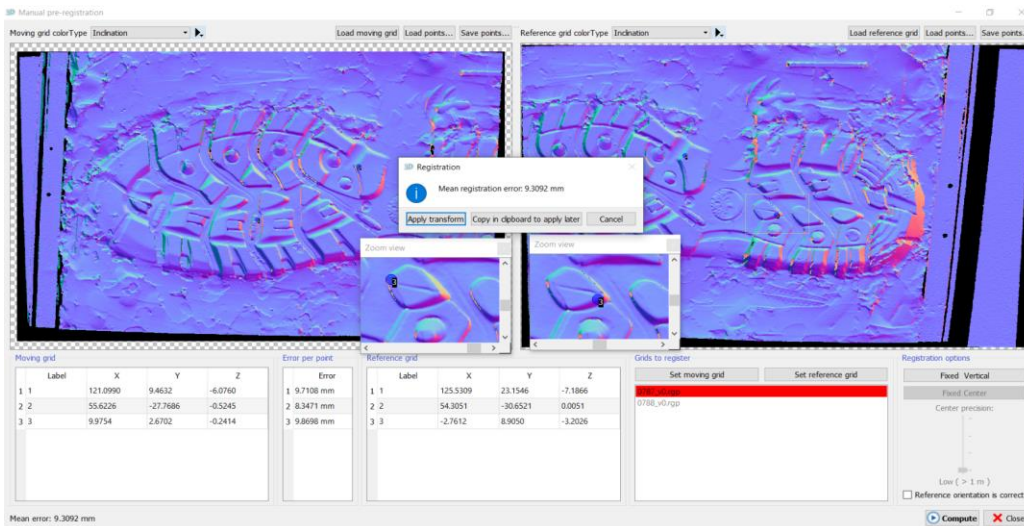 Manual pre-registration
Moving grid colorType Inclination Load moving grid Load points... Save points... Reference grid colorType Inclination Load reference grid Load points... Save points...
Registration
Mean registration error: 9.3092 mm
Apply transform Copy in clipboard to apply later Cancel
Zoom view Zoom view
3 3
Moving grid Error per point Reference grid Grids to register Registration options
Label X Y Z Error Label X Y Z Set moving grid Set reference grid Fixed Vertical
1 1 121.0990 9.4632 -6.0760 1 9.7108 mm 1 1 125.5309 23.1546 -7.1866 Fixed Center
2 2 55.6226 -27.7686 -0.5245 2 8.3471 mm 2 2 54.3051 -30.6521 0.0051 0788_v0.rgp Center precision:
3 3 9.9754 2.6702 -0.2414 3 9.8698 mm 3 3 -2.7612 8.9050 -3.2026
Low ( > 1 m )
Reference orientation is correct
Mean error: 9.3092 mm Compute Close